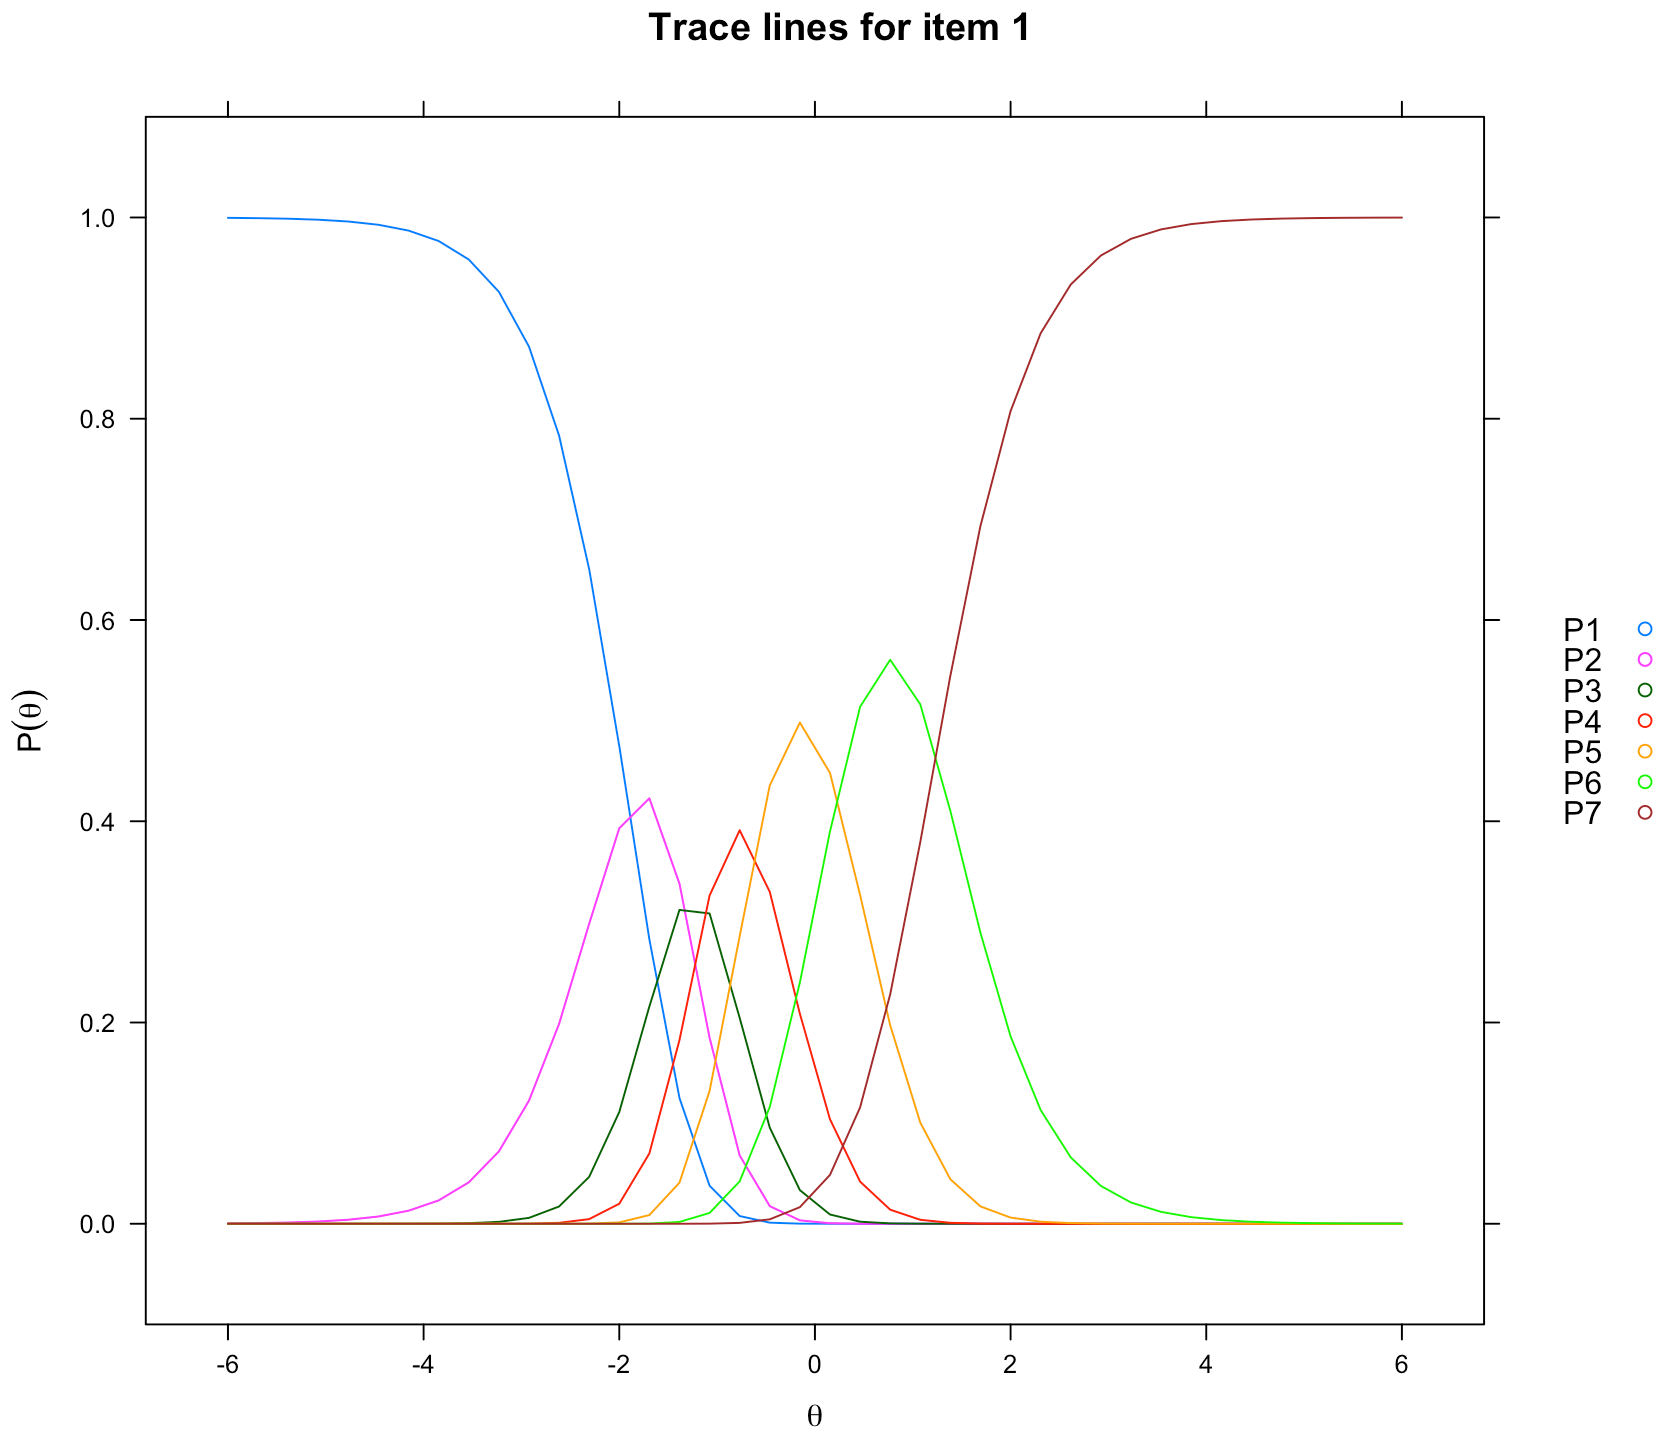 Trace lines for item 1
1.0
0.8
0.6
0.4
0.2
0.0
P(θ)
-6 -4 -2 0 2 4 6
θ
P1
P2
P3
P4
P5
P6
P7